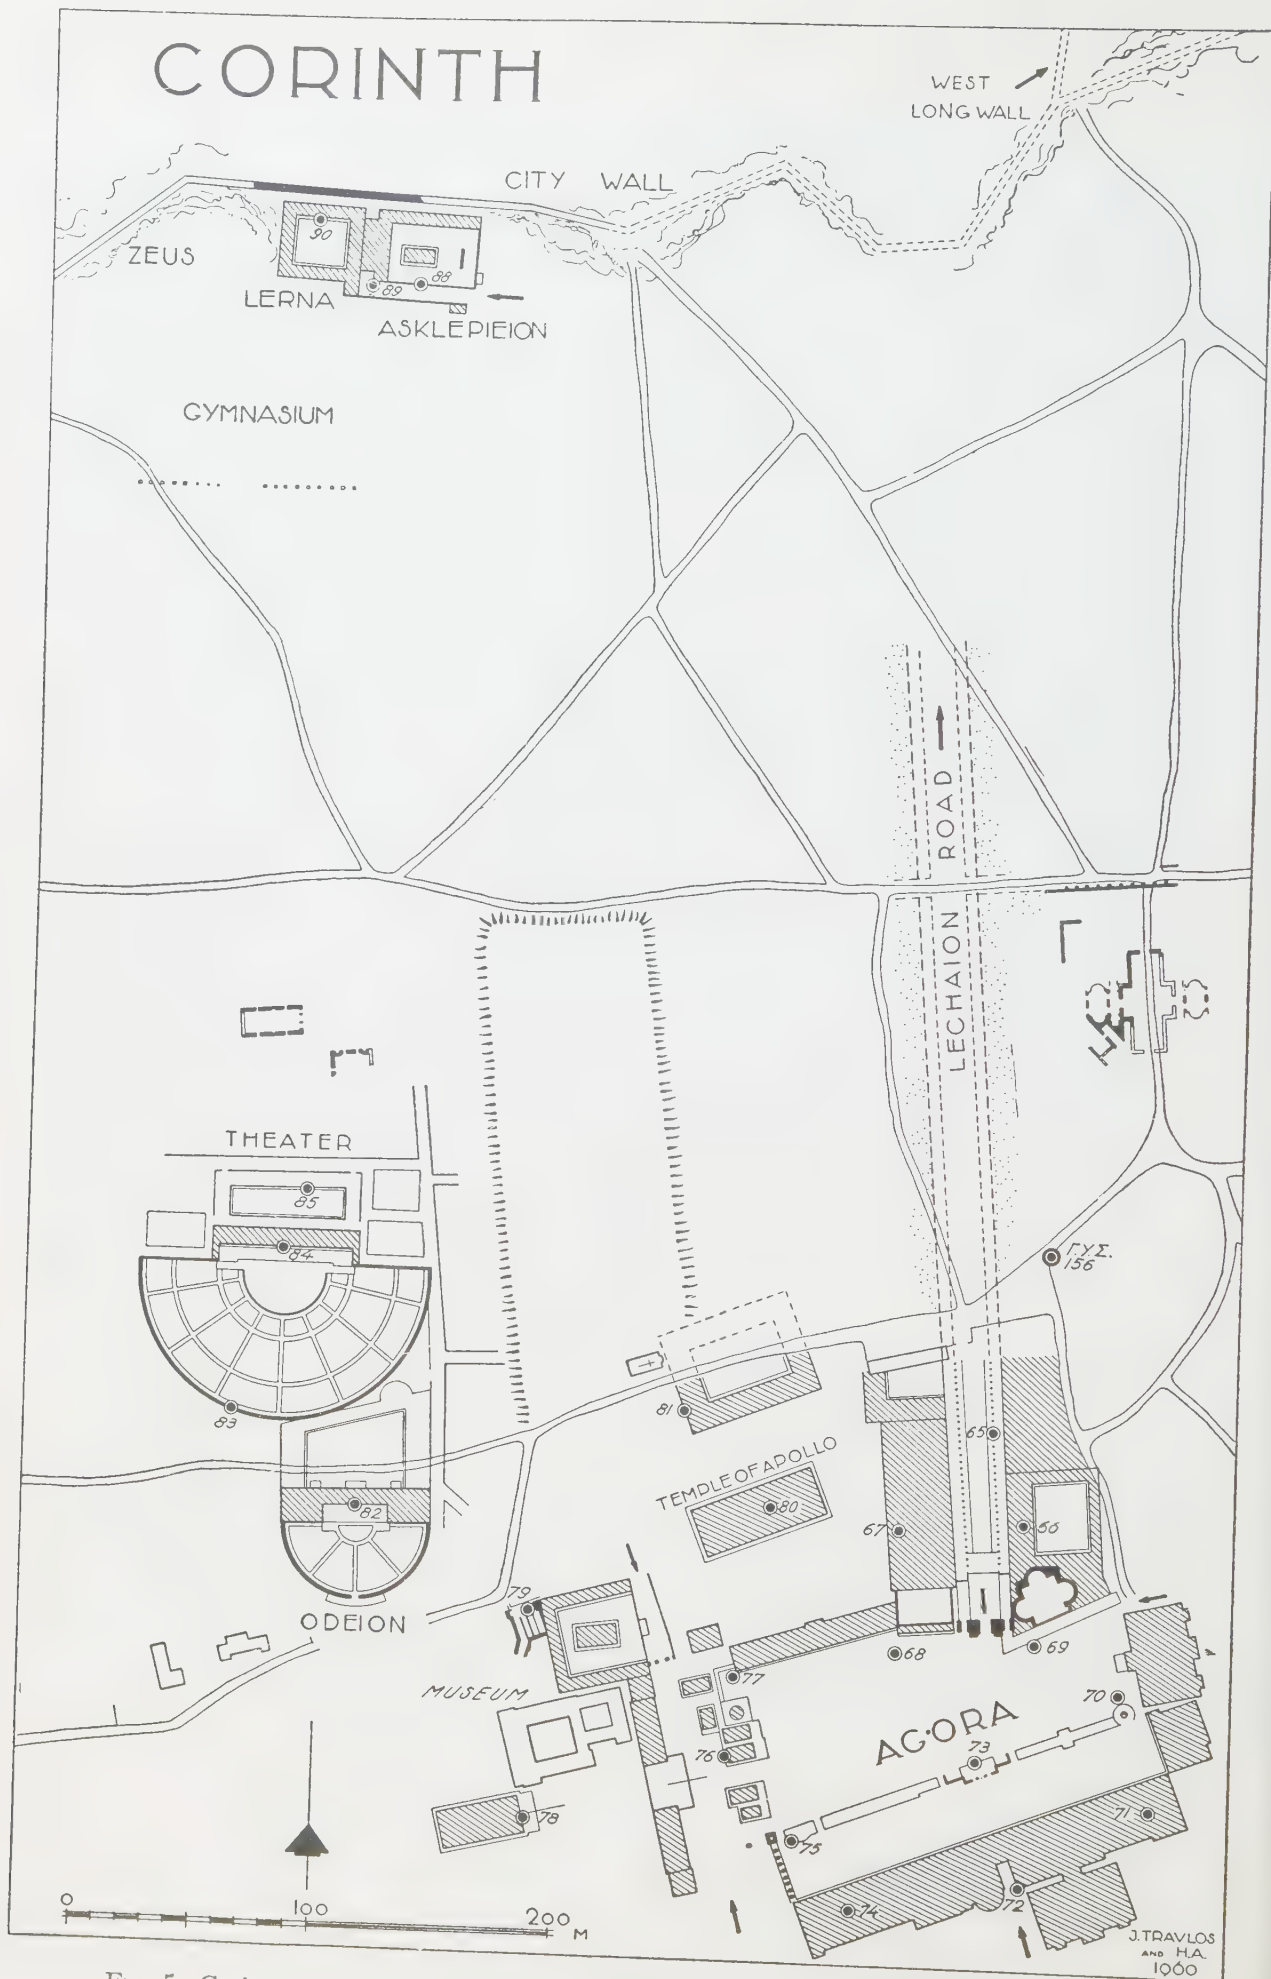 CORINTH
WEST
LONG WALL
CITY WALL
ZEUS
90
LERNA
89
88
ASKLEPIEION
GYMNASIUM
LECHAION ROAD
THEATER
85
84
Γ.Υ.Σ.
156
83
81
65
TEMPLE OF APOLLO
80
82
67
66
79
ODEION
68
69
77
MUSEUM
70
AGORA
76
73
78
71
75
72
74
0
100
200
M
J. TRAVLOS
AND H.A.
1960